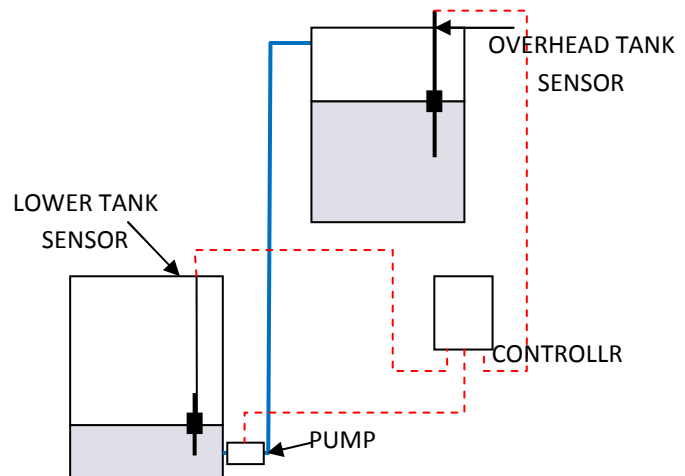 OVERHEAD TANK
SENSOR
LOWER TANK
SENSOR
CONTROLLR
PUMP